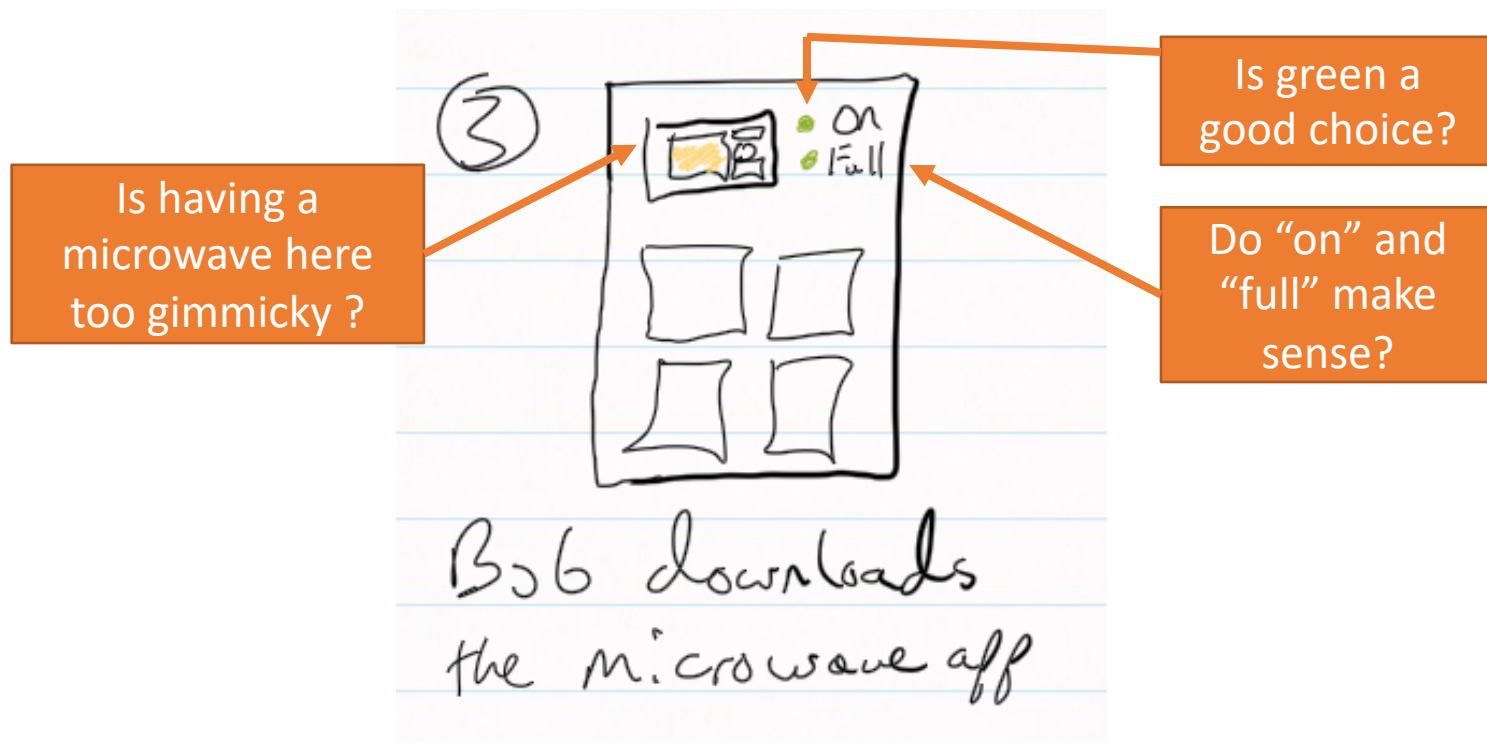 3
On
Full
Is green a
good choice?
Is having a
microwave here
too gimmicky ?
Do “on” and
“full” make
sense?
Bob downloads
the microwave app